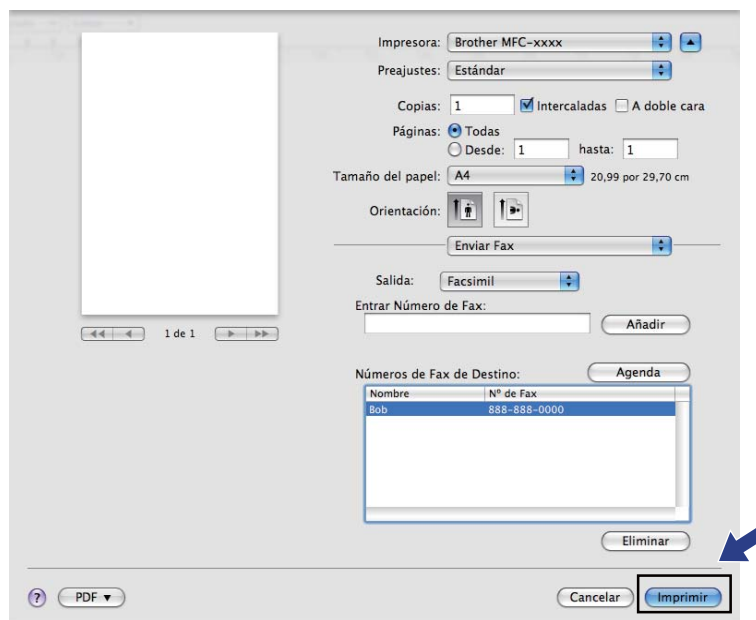 Impresora: Brother MFC-xxxx
Preajustes: Estándar
Copias: 1 Intercaladas A doble cara
Páginas: Todas
Desde: 1 hasta: 1
Tamaño del papel: A4 20,99 por 29,70 cm
Orientación:
Enviar Fax
Salida: Facsimil
Entrar Número de Fax:
Añadir
1 de 1
Números de Fax de Destino: Agenda
Nombre Nº de Fax
Bob 888-888-0000
Eliminar
? PDF Cancelar Imprimir